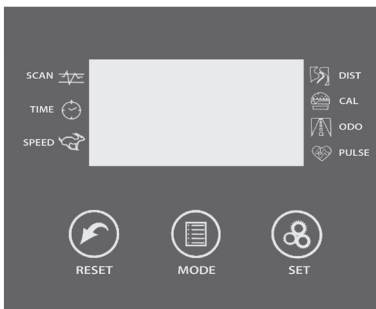 SCAN
TIME
SPEED
DIST
CAL
ODO
PULSE
RESET
MODE
SET